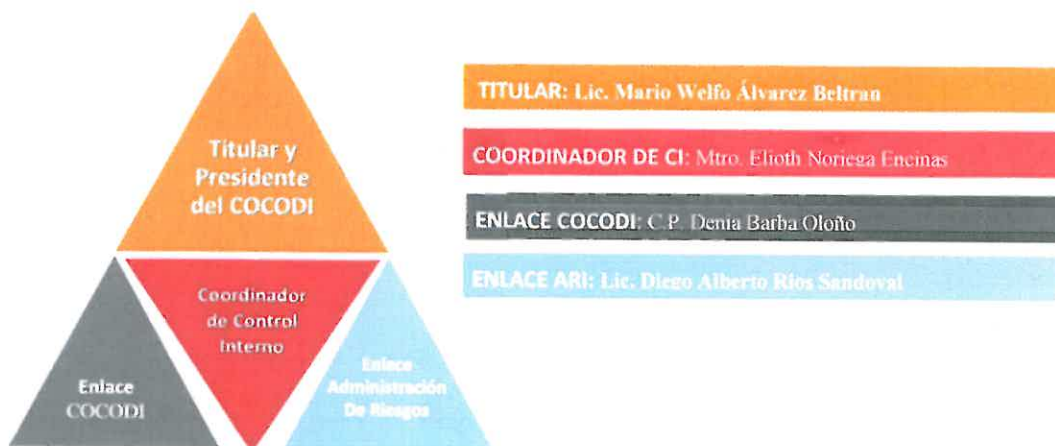 Titular y
Presidente
del COCODI
Coordinador
de Control
Interno
Enlace
COCODI
Enlace
Administración
De Riesgos
TITULAR: Lic. Mario Welfo Álvarez Beltran
COORDINADOR DE CI: Mtro. Elioth Noriega Encinas
ENLACE COCODI: C.P. Denia Barba Oloño
ENLACE ARI: Lic. Diego Alberto Rios Sandoval